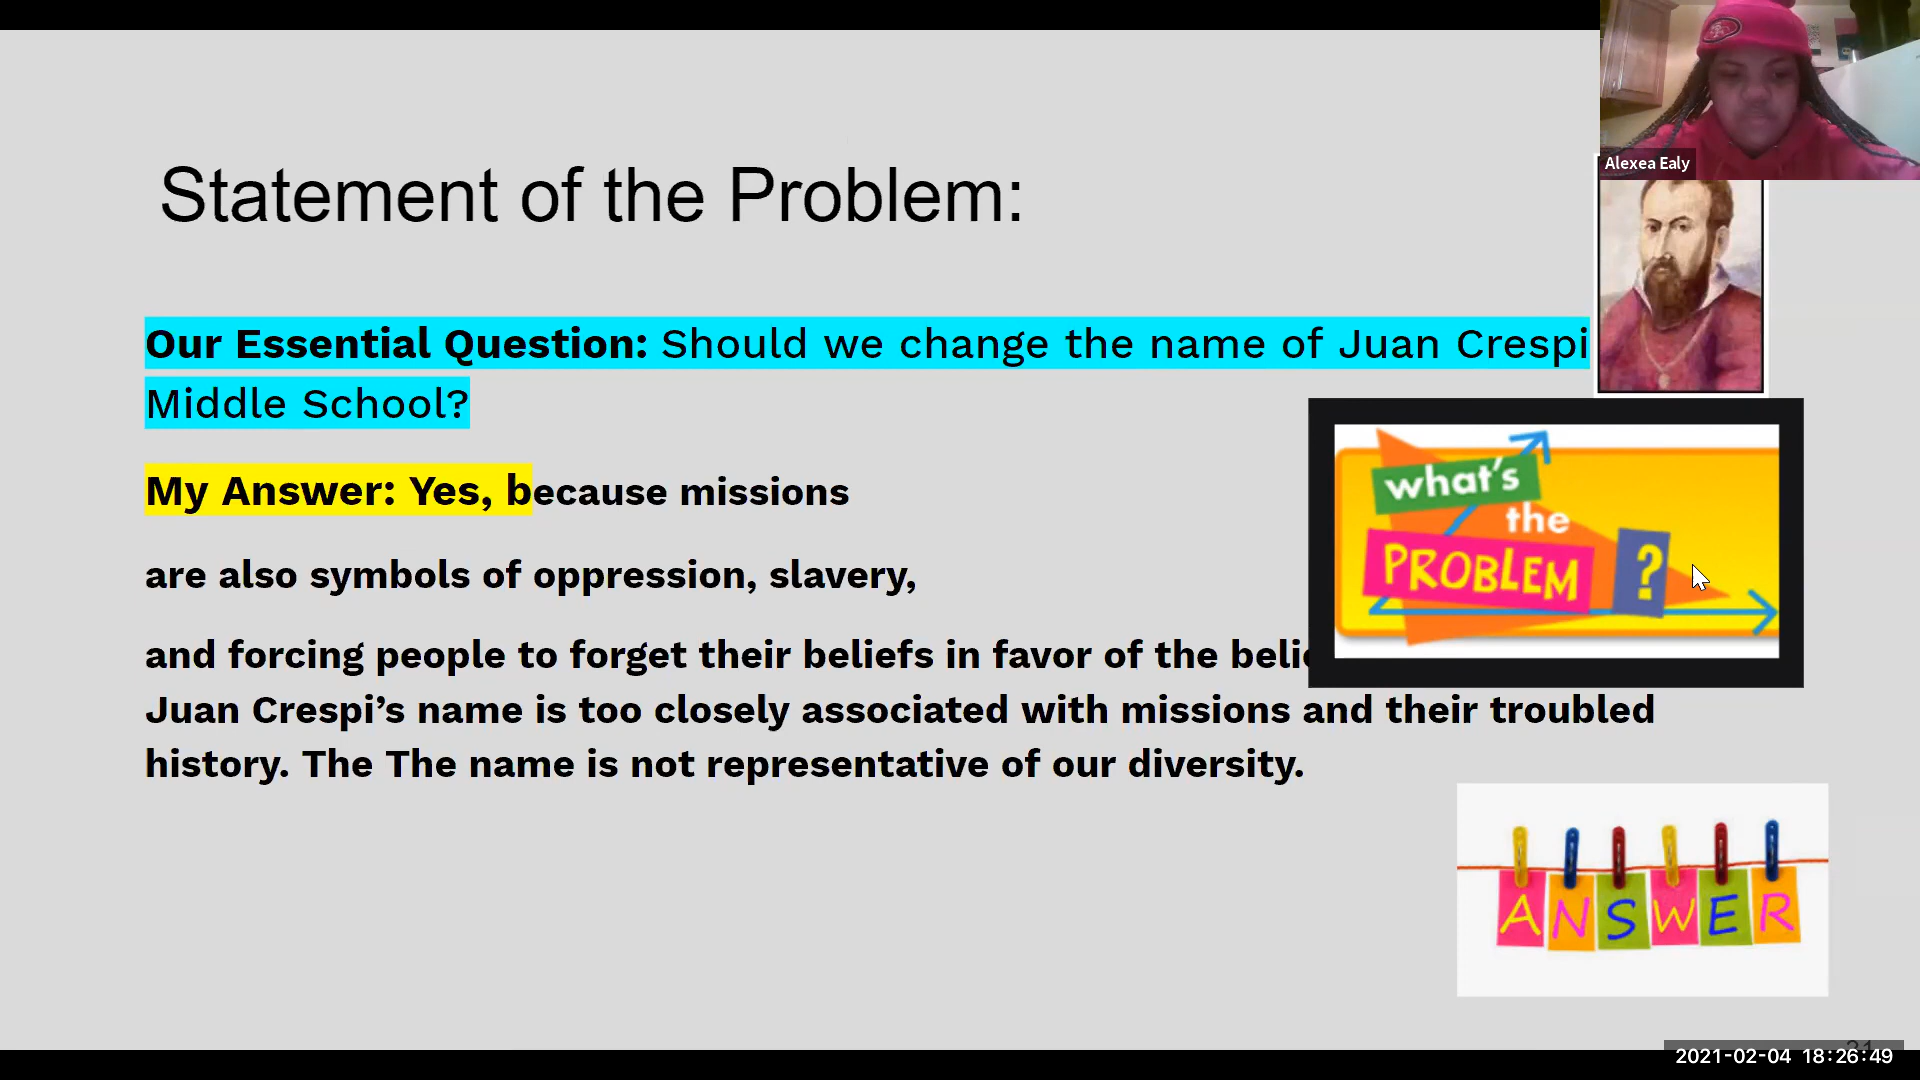 Alexea Ealy
Statement of the Problem:
Our Essential Question: Should we change the name of Juan Crespi
Middle School?
My Answer: Yes, because missions
are also symbols of oppression, slavery,
and forcing people to forget their beliefs in favor of the
Juan Crespi’s name is too closely associated with missions and their troubled
history. The The name is not representative of our diversity.
what's
the
PROBLEM ?
ANSWER
2021-02-04 18:26:49